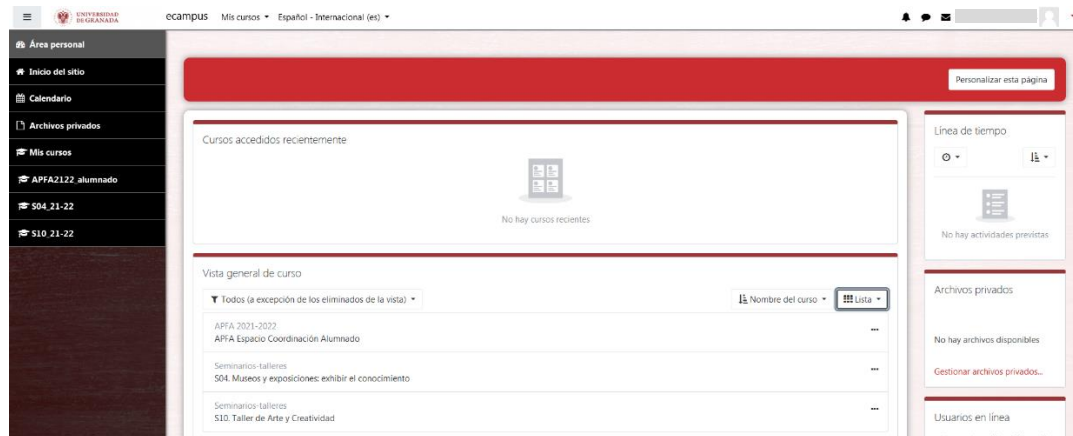 UNIVERSIDAD
DE GRANADA
ecampus Mis cursos Español - Internacional (es)
Área personal
Inicio del sitio
Calendario
Archivos privados
Mis cursos
APFA2122_alumnado
S04_21-22
S10_21-22
Personalizar esta página
Cursos accedidos recientemente
No hay cursos recientes
Vista general de curso
Todos (a excepción de los eliminados de la vista) Nombre del curso Lista
APFA 2021-2022
APFA Espacio Coordinación Alumnado
Seminarios-talleres
S04. Museos y exposiciones: exhibir el conocimiento
Seminarios-talleres
S10. Taller de Arte y Creatividad
Línea de tiempo
No hay actividades previstas
Archivos privados
No hay archivos disponibles
Gestionar archivos privados...
Usuarios en línea